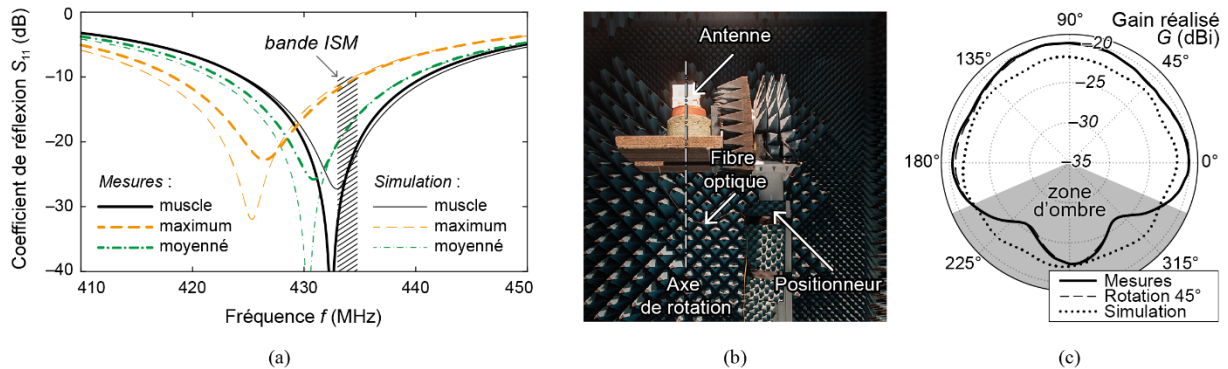 Coefficient de réflexion S11 (dB)
0
−10
−20
−30
−40
410
420
430
440
450
Fréquence f (MHz)
bande ISM
Mesures :
muscle
maximum
moyenné
Simulation :
muscle
maximum
moyenné
(a)
Antenne
Fibre
optique
Axe
de rotation
Positionneur
(b)
Gain réalisé
G (dBi)
90°
45°
135°
180°
0°
225°
315°
−20
−25
−30
−35
zone
d'ombre
Mesures
Rotation 45°
Simulation
(c)